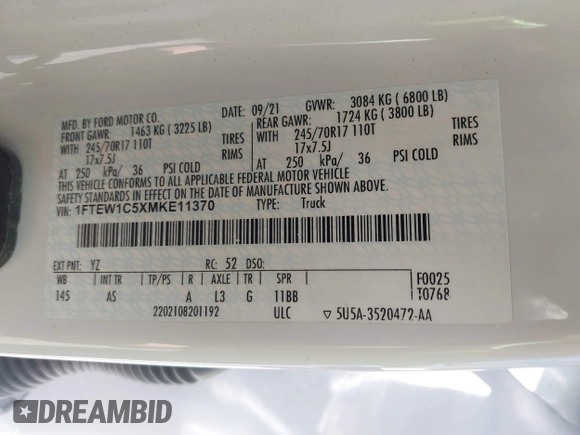 MFD. BY FORD MOTOR CO.
DATE: 09/21 GVWR: 3084 KG ( 6800 LB)
FRONT GAWR: 1463 KG ( 3225 LB) REAR GAWR: 1724 KG ( 3800 LB)
WITH 245/70R17 110T TIRES WITH 245/70R17 110T TIRES
17x7.5J RIMS 17x7.5J RIMS
AT 250 kPa/ 36 PSI COLD AT 250 kPa/ 36 PSI COLD
THIS VEHICLE CONFORMS TO ALL APPLICABLE FEDERAL MOTOR VEHICLE
SAFETY STANDARDS IN EFFECT ON THE DATE OF MANUFACTURE SHOWN ABOVE.
VIN: 1FTEW1C5XMKE11370 TYPE: Truck
EXT PNT: YZ RC: 52 DSO: F0025
WB INT TR TP/PS R AXLE TR SPR T0768
145 AS A L3 G 11BB
2202108201192 ULC ▽ 5U5A-3520472-AA
DREAMBID